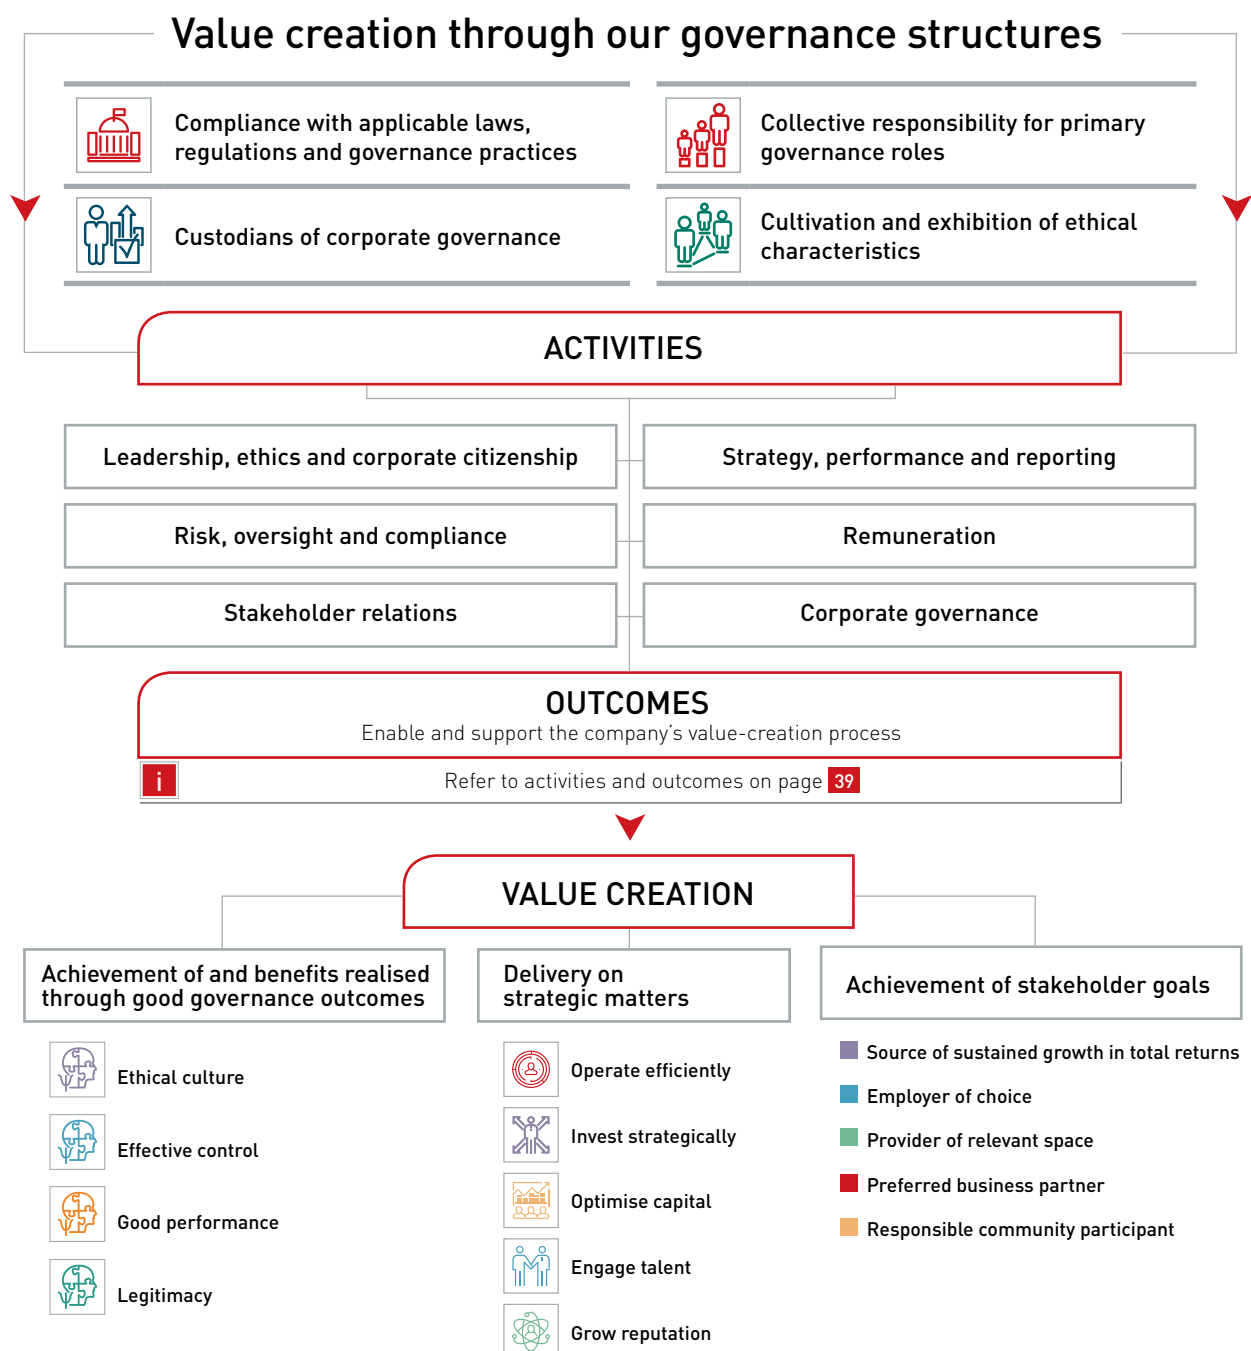 Value creation through our governance structures
Compliance with applicable laws,
regulations and governance practices
Collective responsibility for primary
governance roles
Custodians of corporate governance
Cultivation and exhibition of ethical
characteristics
ACTIVITIES
Leadership, ethics and corporate citizenship
Strategy, performance and reporting
Risk, oversight and compliance
Remuneration
Stakeholder relations
Corporate governance
OUTCOMES
Enable and support the company's value-creation process
i
Refer to activities and outcomes on page 39
VALUE CREATION
Achievement of and benefits realised
through good governance outcomes
Ethical culture
Effective control
Good performance
Legitimacy
Delivery on
strategic matters
Operate efficiently
Invest strategically
Optimise capital
Engage talent
Grow reputation
Achievement of stakeholder goals
Source of sustained growth in total returns
Employer of choice
Provider of relevant space
Preferred business partner
Responsible community participant